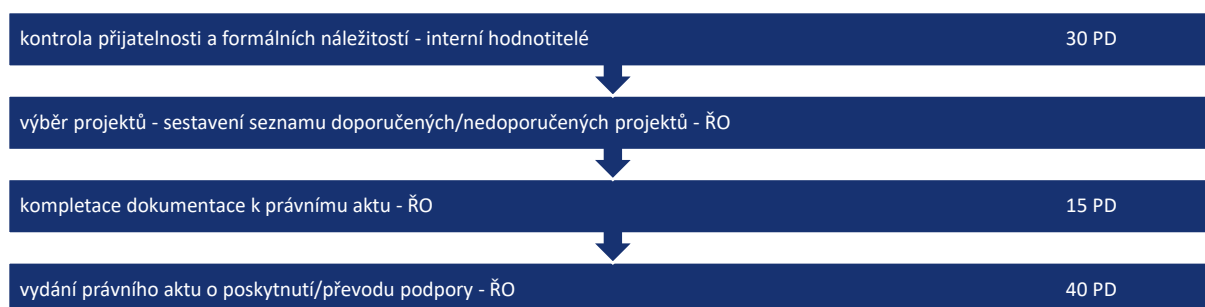 kontrola přijatelnosti a formálních náležitostí - interní hodnotitelé 30 PD
výběr projektů - sestavení seznamu doporučených/nedoporučených projektů - ŘO
kompletace dokumentace k právnímu aktu - ŘO 15 PD
vydání právního aktu o poskytnutí/převodu podpory - ŘO 40 PD